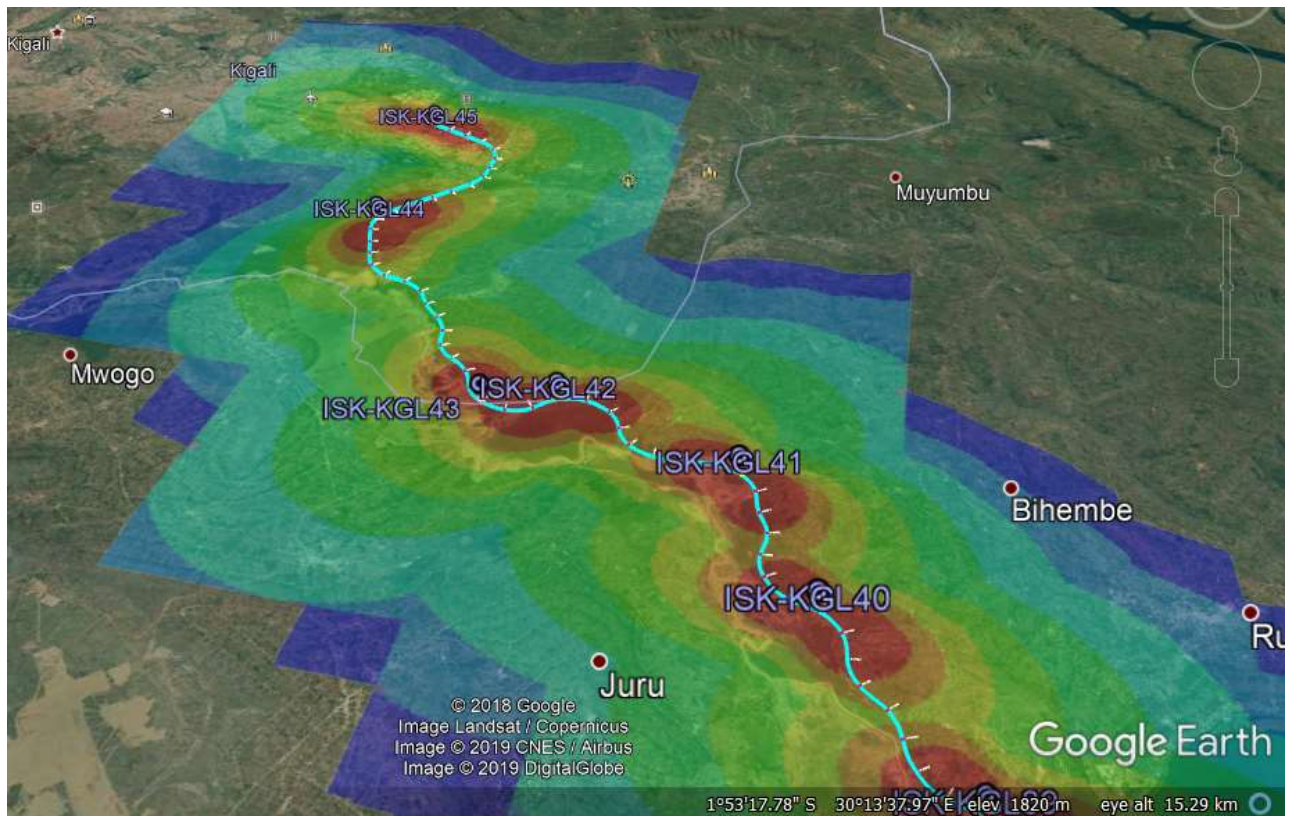 Kigali
Kigali
ISK-KGL45
Muyumbu
ISK-KGL44
Mwogo
ISK-KGL42
ISK-KGL43
ISK-KGL41
Bihembe
ISK-KGL40
Juru
© 2018 Google
Image Landsat / Copernicus
Image © 2019 CNES / Airbus
Image © 2019 DigitalGlobe
Google Earth
1°53'17.78" S 30°13'37.97" E elev 1820 m eye alt 15.29 km